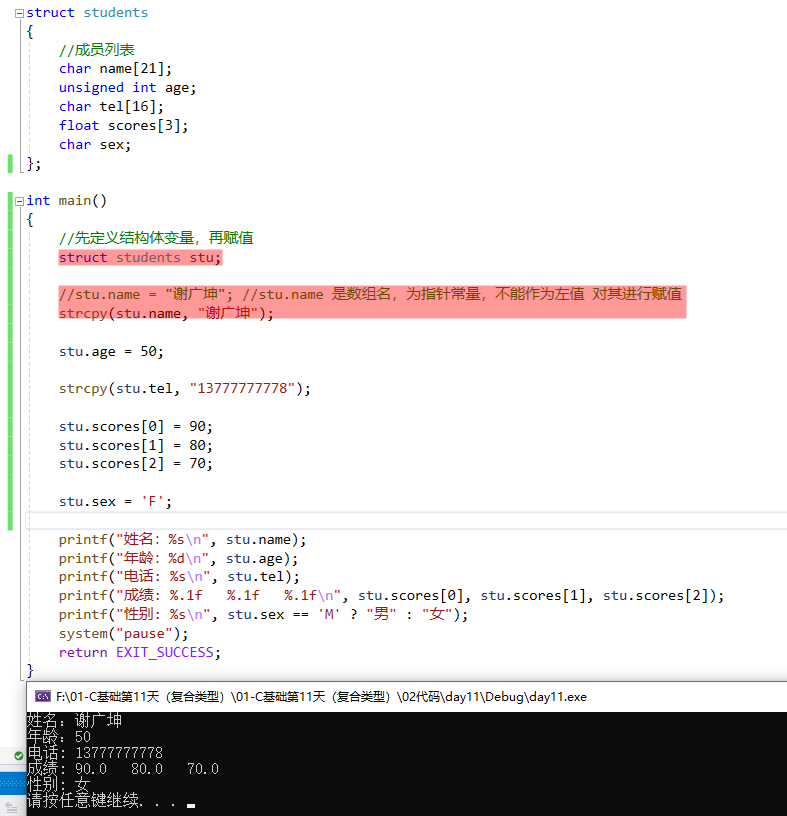 struct students
{
//成员列表
char name[21];
unsigned int age;
char tel[16];
float scores[3];
char sex;
};
int main()
{
//先定义结构体变量，再赋值
struct students stu;
//stu.name = "谢广坤"; //stu.name 是数组名，为指针常量，不能作为左值 对其进行赋值
strcpy(stu.name, "谢广坤");
stu.age = 50;
strcpy(stu.tel, "13777777778");
stu.scores[0] = 90;
stu.scores[1] = 80;
stu.scores[2] = 70;
stu.sex = 'F';
printf("姓名: %s\n", stu.name);
printf("年龄: %d\n", stu.age);
printf("电话: %s\n", stu.tel);
printf("成绩: %.1f   %.1f   %.1f\n", stu.scores[0], stu.scores[1], stu.scores[2]);
printf("性别: %s\n", stu.sex == 'M' ? "男" : "女");
system("pause");
return EXIT_SUCCESS;
}
F:\01-C基础第11天（复合类型）\01-C基础第11天（复合类型）\02代码\day11\Debug\day11.exe
姓名: 谢广坤
年龄: 50
电话: 13777777778
成绩: 90.0   80.0   70.0
性别: 女
请按任意键继续. . .